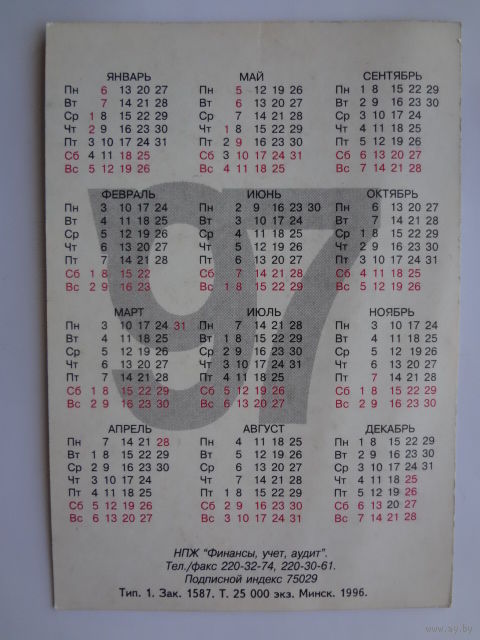 ЯНВАРЬ
Пн 6 13 20 27
Вт 7 14 21 28
Ср 1 8 15 22 29
Чт 2 9 16 23 30
Пт 3 10 17 24 31
Сб 4 11 18 25
Вс 5 12 19 26
МАЙ
Пн 5 12 19 26
Вт 6 13 20 27
Ср 7 14 21 28
Чт 1 8 15 22 29
Пт 2 9 16 23 30
Сб 3 10 17 24 31
Вс 4 11 18 25
СЕНТЯБРЬ
Пн 1 8 15 22 29
Вт 2 9 16 23 30
Ср 3 10 17 24
Чт 4 11 18 25
Пт 5 12 19 26
Сб 6 13 20 27
Вс 7 14 21 28
97
ФЕВРАЛЬ
Пн 3 10 17 24
Вт 4 11 18 25
Ср 5 12 19 26
Чт 6 13 20 27
Пт 7 14 21 28
Сб 1 8 15 22
Вс 2 9 16 23
ИЮНЬ
Пн 2 9 16 23 30
Вт 3 10 17 24
Ср 4 11 18 25
Чт 5 12 19 26
Пт 6 13 20 27
Сб 7 14 21 28
Вс 1 8 15 22 29
ОКТЯБРЬ
Пн 6 13 20 27
Вт 7 14 21 28
Ср 1 8 15 22 29
Чт 2 9 16 23 30
Пт 3 10 17 24 31
Сб 4 11 18 25
Вс 5 12 19 26
МАРТ
Пн 3 10 17 24 31
Вт 4 11 18 25
Ср 5 12 19 26
Чт 6 13 20 27
Пт 7 14 21 28
Сб 1 8 15 22 29
Вс 2 9 16 23 30
ИЮЛЬ
Пн 7 14 21 28
Вт 1 8 15 22 29
Ср 2 9 16 23 30
Чт 3 10 17 24 31
Пт 4 11 18 25
Сб 5 12 19 26
Вс 6 13 20 27
НОЯБРЬ
Пн 3 10 17 24
Вт 4 11 18 25
Ср 5 12 19 26
Чт 6 13 20 27
Пт 7 14 21 28
Сб 1 8 15 22 29
Вс 2 9 16 23 30
АПРЕЛЬ
Пн 7 14 21 28
Вт 1 8 15 22 29
Ср 2 9 16 23 30
Чт 3 10 17 24
Пт 4 11 18 25
Сб 5 12 19 26
Вс 6 13 20 27
АВГУСТ
Пн 4 11 18 25
Вт 5 12 19 26
Ср 6 13 20 27
Чт 7 14 21 28
Пт 1 8 15 22 29
Сб 2 9 16 23 30
Вс 3 10 17 24 31
ДЕКАБРЬ
Пн 1 8 15 22 29
Вт 2 9 16 23 30
Ср 3 10 17 24 31
Чт 4 11 18 25
Пт 5 12 19 26
Сб 6 13 20 27
Вс 7 14 21 28
НПЖ "Финансы, учет, аудит".
Тел./факс 220-32-74, 220-30-61.
Подписной индекс 75029
Тип. 1. Зак. 1587. Т. 25 000 экз. Минск. 1996.
www.ay.by